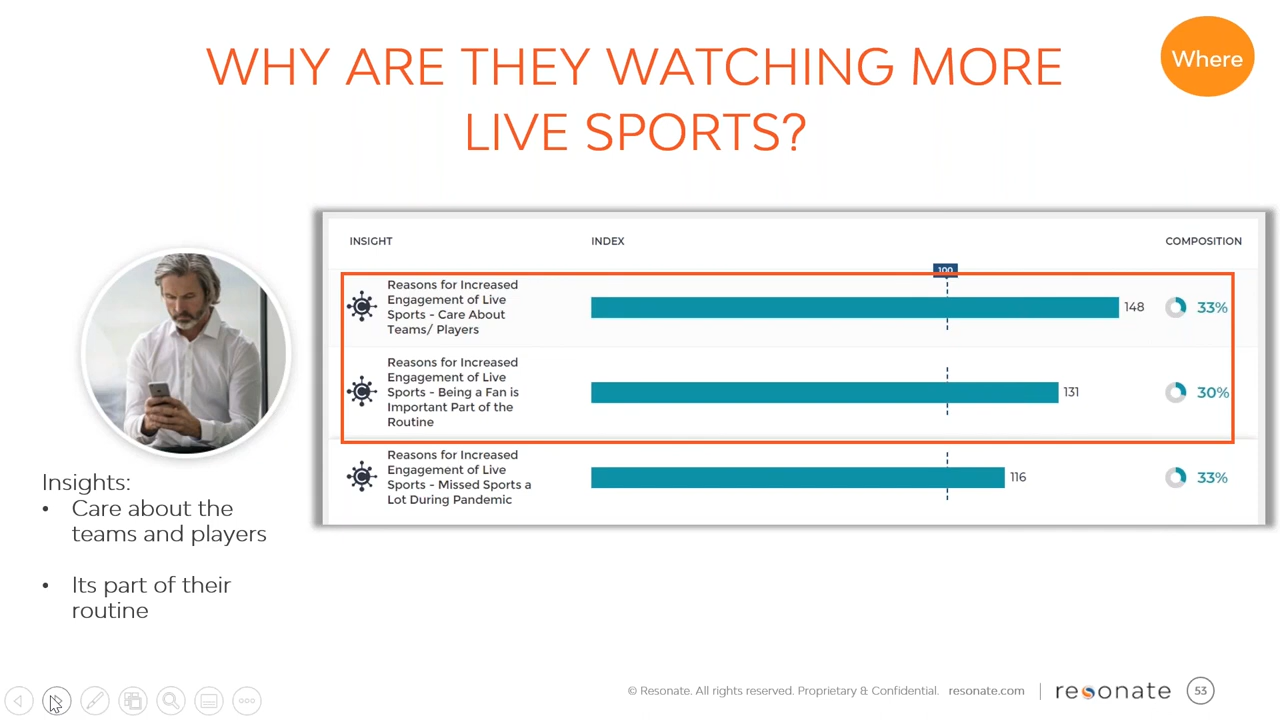 WHY ARE THEY WATCHING MORE
LIVE SPORTS?
Where
INSIGHT
INDEX
COMPOSITION
100
Reasons for Increased
Engagement of Live
Sports - Care About
Teams/ Players
148
33%
Reasons for Increased
Engagement of Live
Sports - Being a Fan is
Important Part of the
Routine
131
30%
Reasons for Increased
Engagement of Live
Sports - Missed Sports a
Lot During Pandemic
116
33%
Insights:
• Care about the
teams and players
• Its part of their
routine
© Resonate. All rights reserved. Proprietary & Confidential. resonate.com | resonate 53